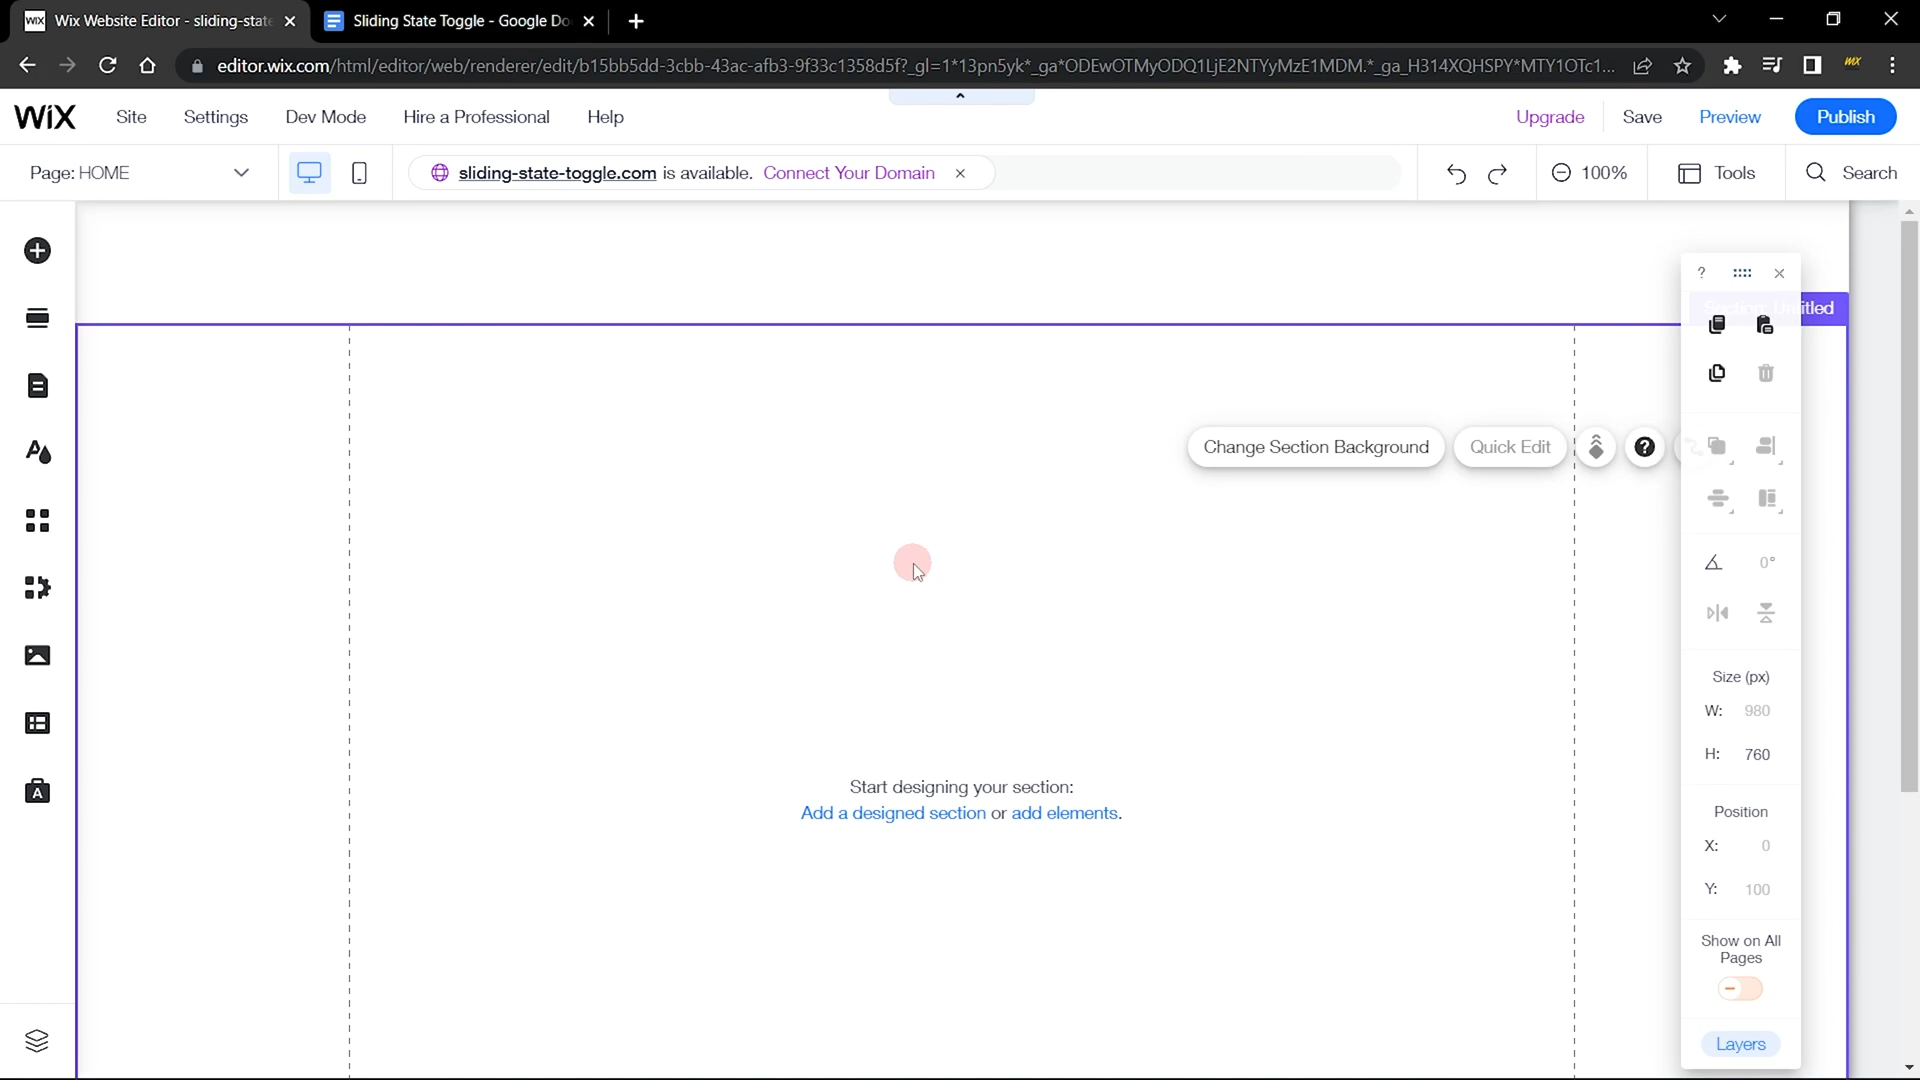 WiX Wix Website Editor - sliding-state
Sliding State Toggle - Google Do
editor.wix.com/html/editor/web/renderer/edit/b15bb5dd-3cbb-43ac-afb3-9f33c1358d5f?_gl=1*13pn5yk*_ga*ODEwOTMyODQ1LjE2NTYyMzE1MDM.*_ga_H314XQHSPY*MTY1OTc1...
WiX
Site
Settings
Dev Mode
Hire a Professional
Help
Upgrade
Save
Preview
Publish
Page: HOME
sliding-state-toggle.com is available. Connect Your Domain
100%
Tools
Search
Section: Untitled
Change Section Background
Quick Edit
0°
Size (px)
W: 980
H: 760
Start designing your section:
Add a designed section or add elements.
Position
X: 0
Y: 100
Show on All
Pages
Layers